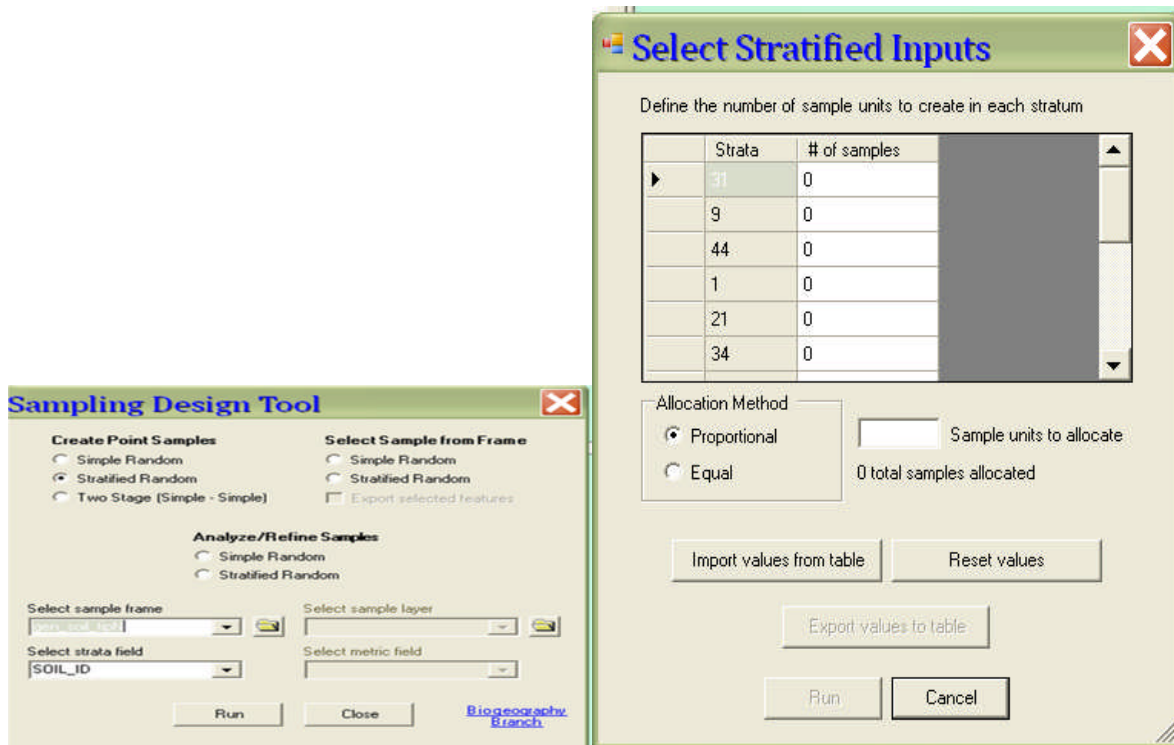 Sampling Design Tool
Create Point Samples
Simple Random
Stratified Random
Two Stage (Simple - Simple)
Select Sample from Frame
Simple Random
Stratified Random
Export selected features
Analyze/Refine Samples
Simple Random
Stratified Random
Select sample frame
Select sample layer
Select strata field
SOIL_ID
Select metric field
Run
Close
Biogeography
Branch
Select Stratified Inputs
Define the number of sample units to create in each stratum
Strata # of samples
31 0
9 0
44 0
1 0
21 0
34 0
Allocation Method
Proportional
Equal
Sample units to allocate
0 total samples allocated
Import values from table
Reset values
Export values to table
Run
Cancel